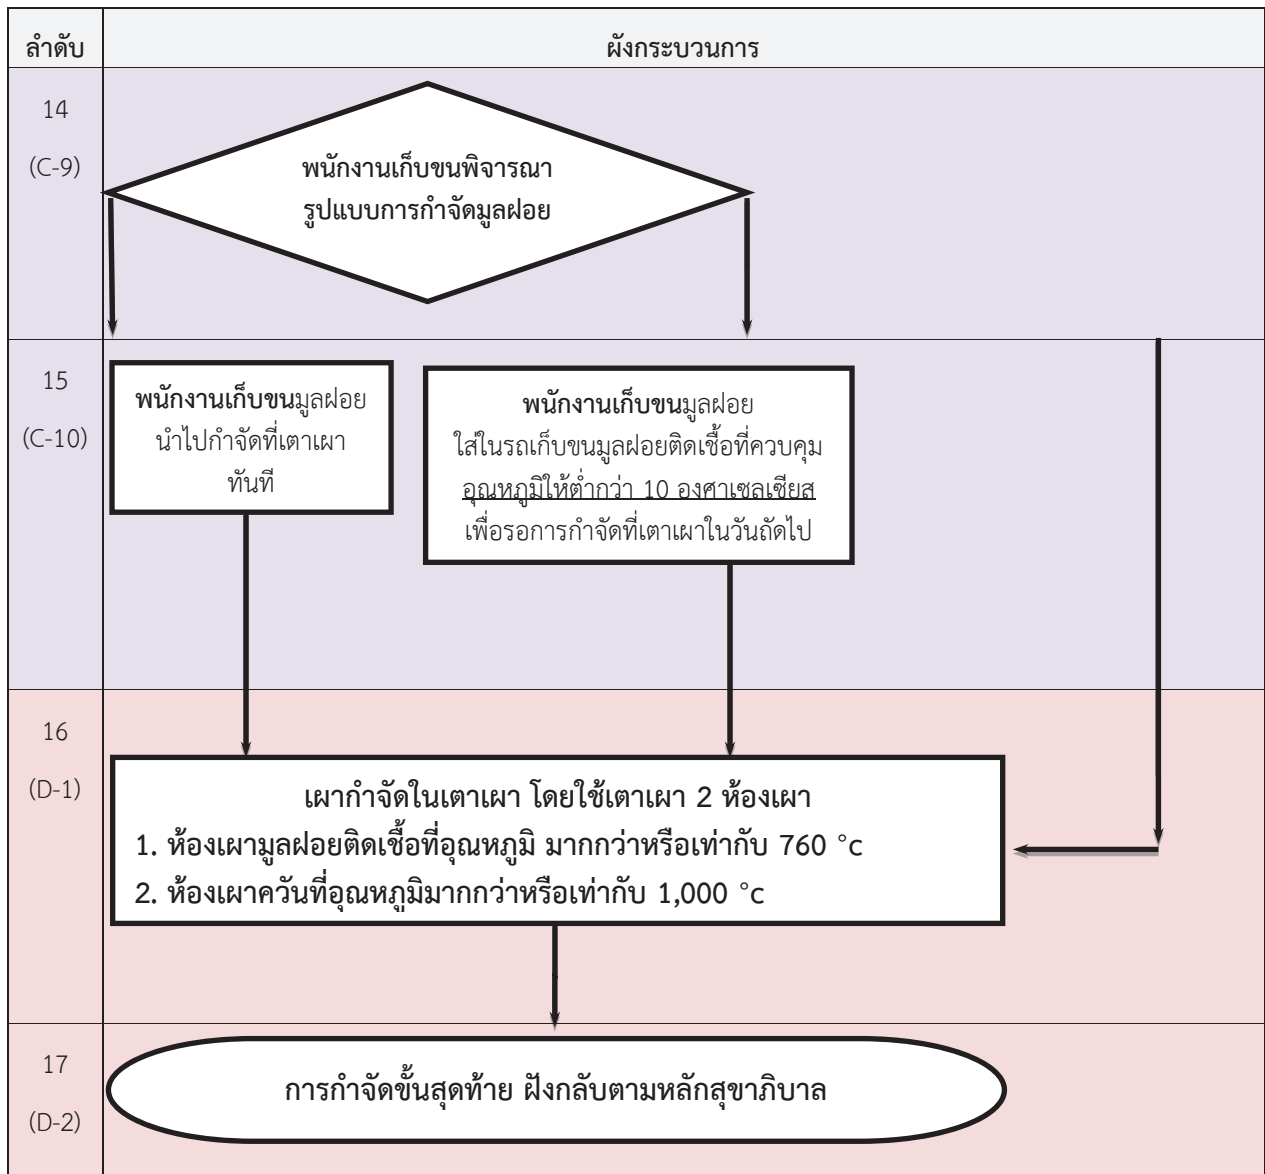 ลำดับ
ผังกระบวนการ
14
(C-9)
พนักงานเก็บขนพิจารณา
รูปแบบการกำจัดมูลฝอย
15
(C-10)
พนักงานเก็บขนมูลฝอย
นำไปกำจัดที่เตาเผา
ทันที
พนักงานเก็บขนมูลฝอย
ใส่ในรถเก็บขนมูลฝอยติดเชื้อที่ควบคุม
อุณหภูมิให้ต่ำกว่า 10 องศาเซลเซียส
เพื่อรอการกำจัดที่เตาเผาในวันถัดไป
16
(D-1)
เผากำจัดในเตาเผา โดยใช้เตาเผา 2 ห้องเผา
1. ห้องเผามูลฝอยติดเชื้อที่อุณหภูมิ มากกว่าหรือเท่ากับ 760 °c
2. ห้องเผาควันที่อุณหภูมิมากกว่าหรือเท่ากับ 1,000 °c
17
(D-2)
การกำจัดขั้นสุดท้าย ฝังกลับตามหลักสุขาภิบาล